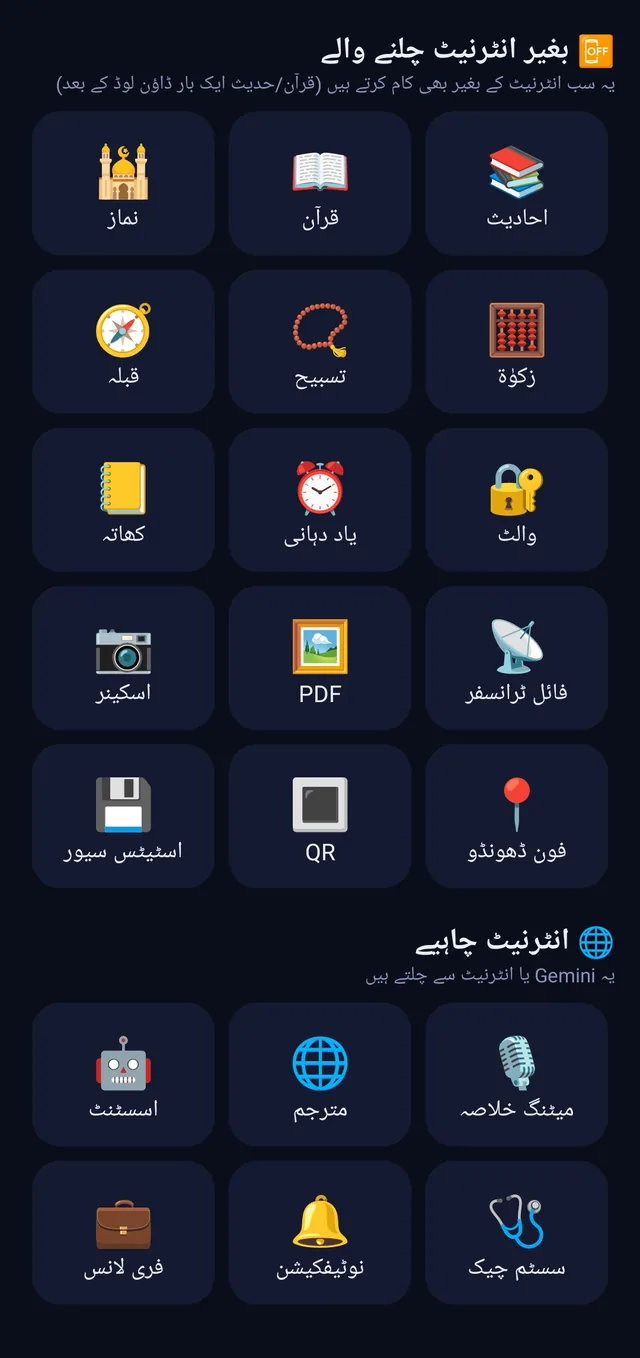 بغیر انٹرنیٹ چلنے والے
یہ سب انٹرنیٹ کے بغیر بھی کام کرتے ہیں (قرآن/حدیث ایک بار ڈاؤن لوڈ کے بعد)
احادیث
قرآن
نماز
زکوٰۃ
تسبیح
قبلہ
والٹ
یاد دہانی
کھاتہ
فائل ٹرانسفر
PDF
اسکینر
فون ڈھونڈو
QR
اسٹیٹس سیور
انٹرنیٹ چاہیے
یہ Gemini یا انٹرنیٹ سے چلتے ہیں
میٹنگ خلاصہ
مترجم
اسسٹنٹ
سسٹم چیک
نوٹیفکیشن
فری لانس